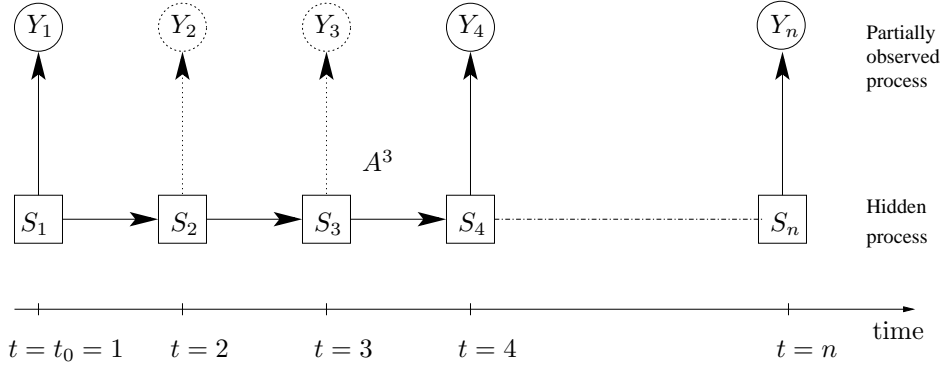 Y₁ Y₂ Y₃ Y₄ Yₙ
Partially
observed
process
A³
S₁ S₂ S₃ S₄ Sₙ
Hidden
process
time
t = t₀ = 1 t = 2 t = 3 t = 4 t = n